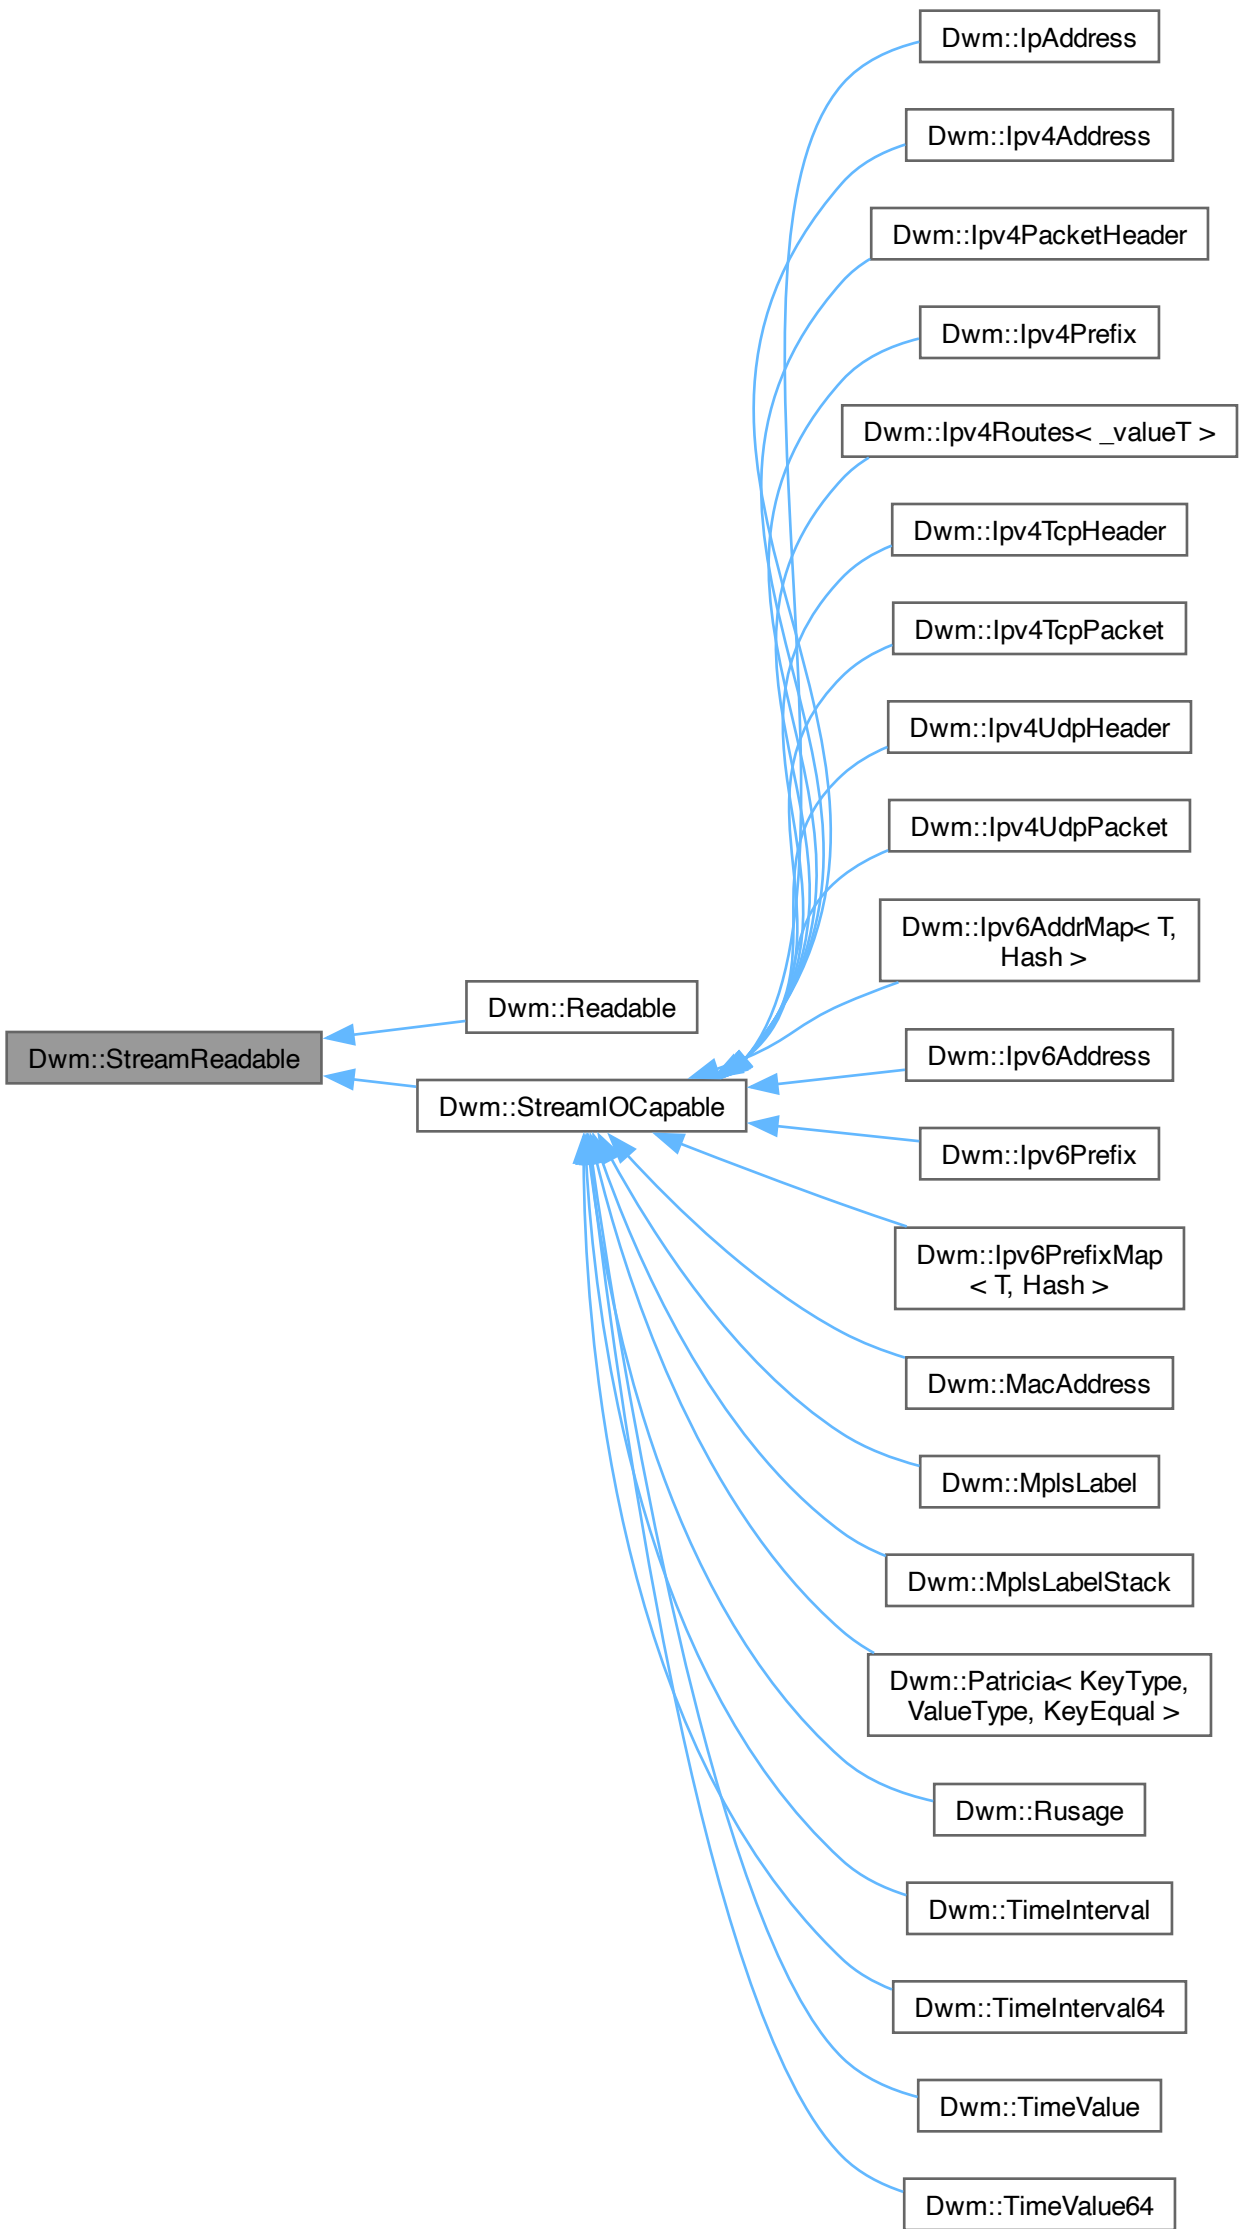 Dwm::IpAddress
Dwm::Ipv4Address
Dwm::Ipv4PacketHeader
Dwm::Ipv4Prefix
Dwm::Ipv4Routes< _valueT >
Dwm::Ipv4TcpHeader
Dwm::Ipv4TcpPacket
Dwm::Ipv4UdpHeader
Dwm::Ipv4UdpPacket
Dwm::Ipv6AddrMap< T,
Hash >
Dwm::Readable
Dwm::StreamReadable
Dwm::Ipv6Address
Dwm::StreamIOCapable
Dwm::Ipv6Prefix
Dwm::Ipv6PrefixMap
< T, Hash >
Dwm::MacAddress
Dwm::MplsLabel
Dwm::MplsLabelStack
Dwm::Patricia< KeyType,
ValueType, KeyEqual >
Dwm::Rusage
Dwm::TimeInterval
Dwm::TimeInterval64
Dwm::TimeValue
Dwm::TimeValue64